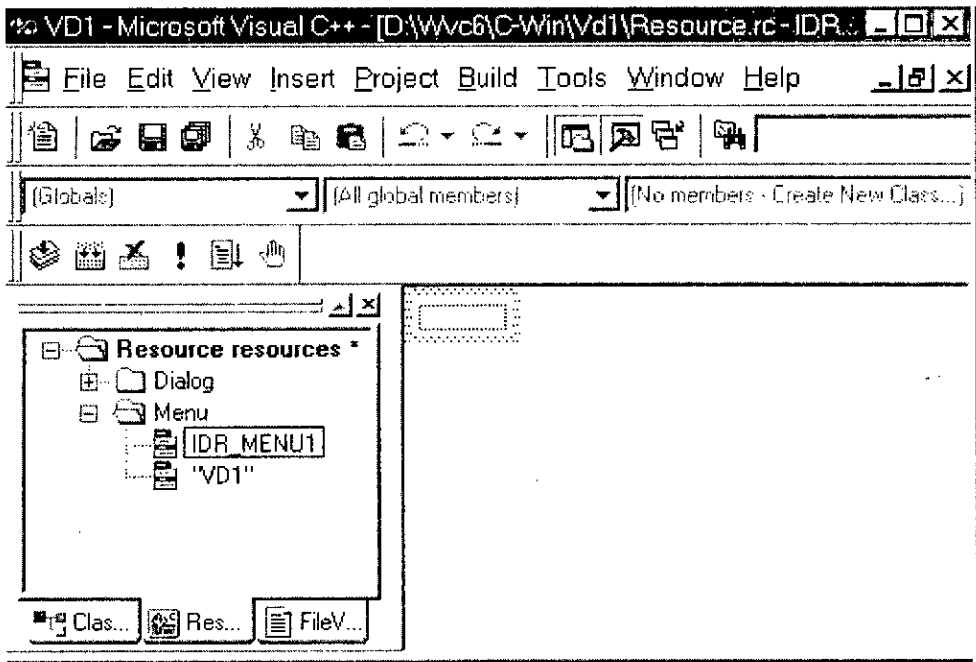 VD1 - Microsoft Visual C++ - [D:\Vvc6\C-Win\Vd1\Resource.rc - IDR...
File Edit View Insert Project Build Tools Window Help
(Globals) (All global members) (No members - Create New Class...)
Resource resources *
Dialog
Menu
IDR_MENU1
"VD1"
Clas... Res... FileV...